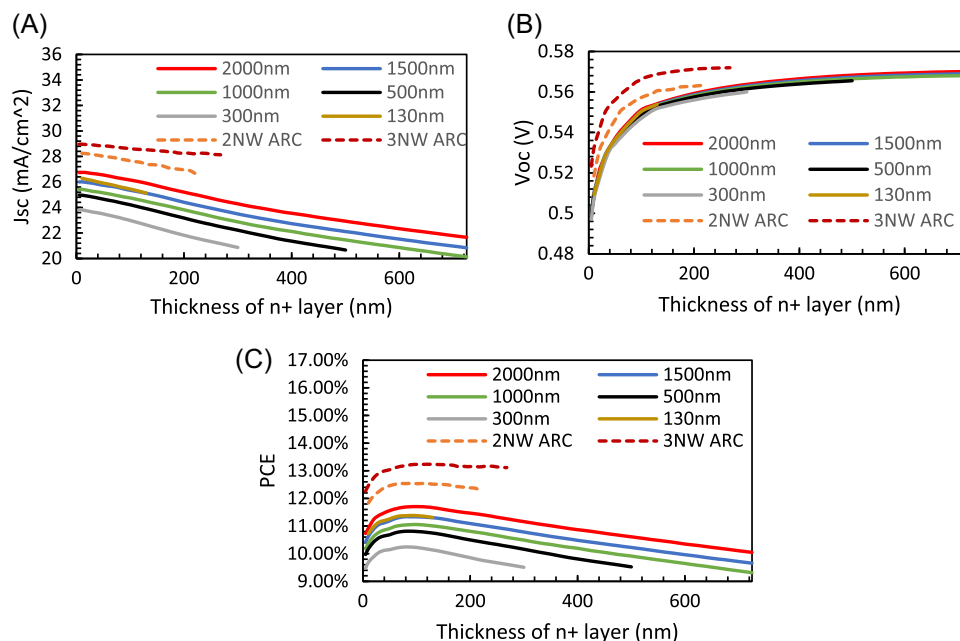 (A)
Jsc (mA/cm^2)
36
34
32
30
28
26
24
22
20
2000nm 1500nm
1000nm 500nm
300nm 130nm
2NW ARC 3NW ARC
0 200 400 600
Thickness of n+ layer (nm)
(B)
Voc (V)
0.58
0.56
0.54
0.52
0.5
0.48
2000nm 1500nm
1000nm 500nm
300nm 130nm
2NW ARC 3NW ARC
0 200 400 600
Thickness of n+ layer (nm)
(C)
PCE
17.00%
16.00%
15.00%
14.00%
13.00%
12.00%
11.00%
10.00%
9.00%
2000nm 1500nm
1000nm 500nm
300nm 130nm
2NW ARC 3NW ARC
0 200 400 600
Thickness of n+ layer (nm)